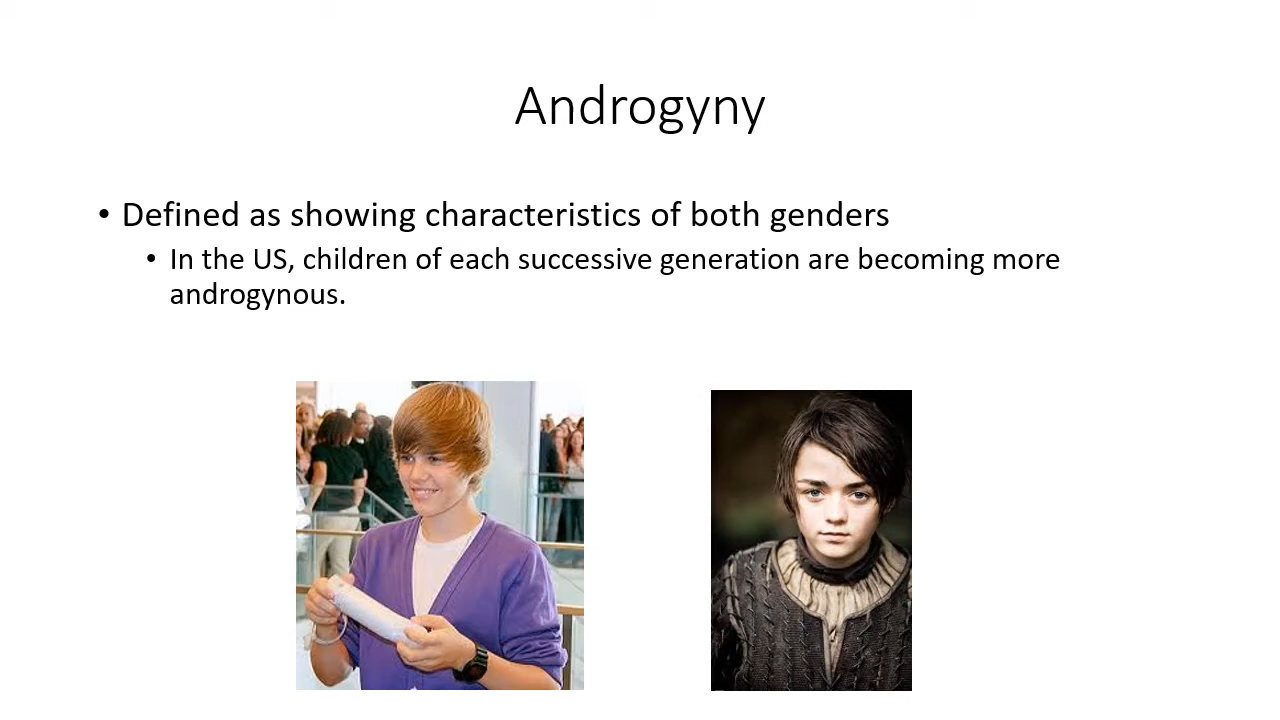 Androgyny
• Defined as showing characteristics of both genders
• In the US, children of each successive generation are becoming more
androgynous.